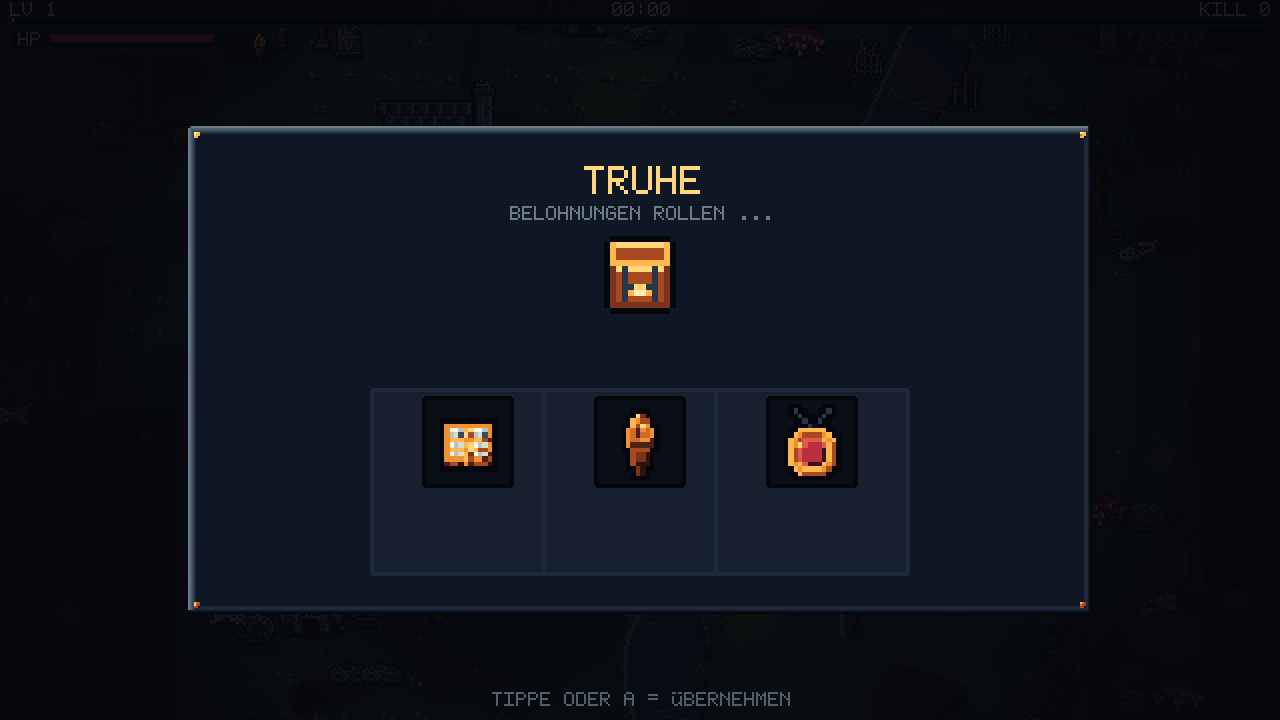 LV 1
00:00
KILL 0
HP
TRUHE
BELOHNUNGEN ROLLEN ...
TIPPE ODER A = üBERNEHMEN